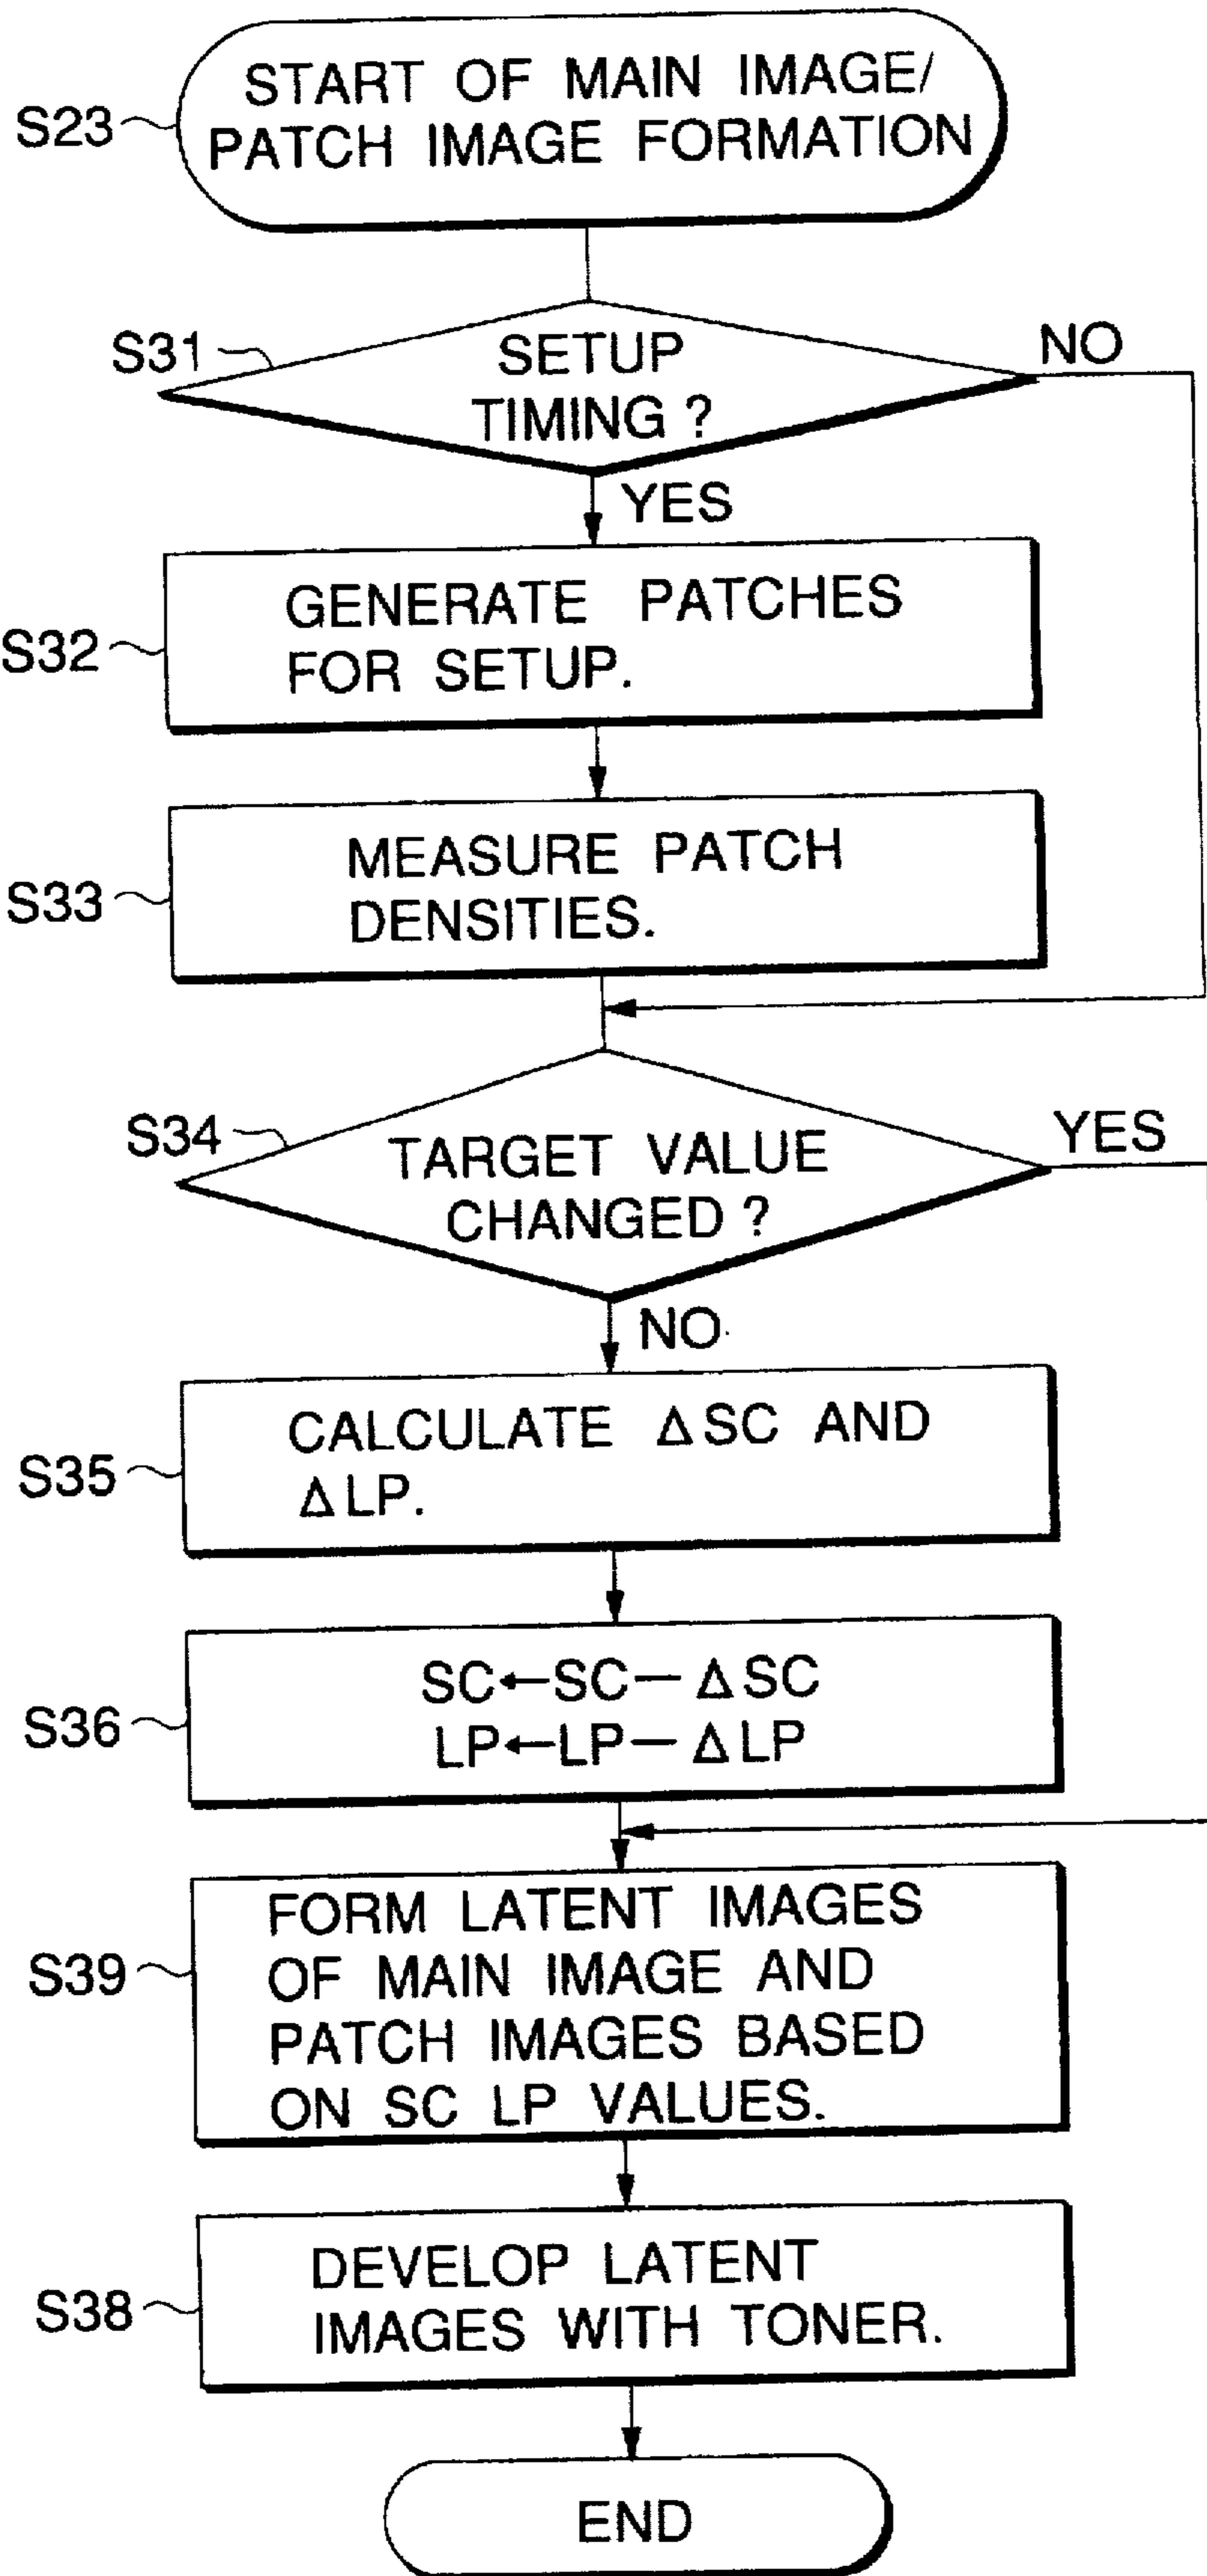 START OF MAIN IMAGE/
PATCH IMAGE FORMATION
S23
S31
SETUP
TIMING ?
NO
YES
S32
GENERATE PATCHES
FOR SETUP.
S33
MEASURE PATCH
DENSITIES.
S34
TARGET VALUE
CHANGED ?
YES
NO
S35
CALCULATE ΔSC AND
ΔLP.
S36
SC←SC— ΔSC
LP←LP— ΔLP
S39
FORM LATENT IMAGES
OF MAIN IMAGE AND
PATCH IMAGES BASED
ON SC LP VALUES.
S38
DEVELOP LATENT
IMAGES WITH TONER.
END